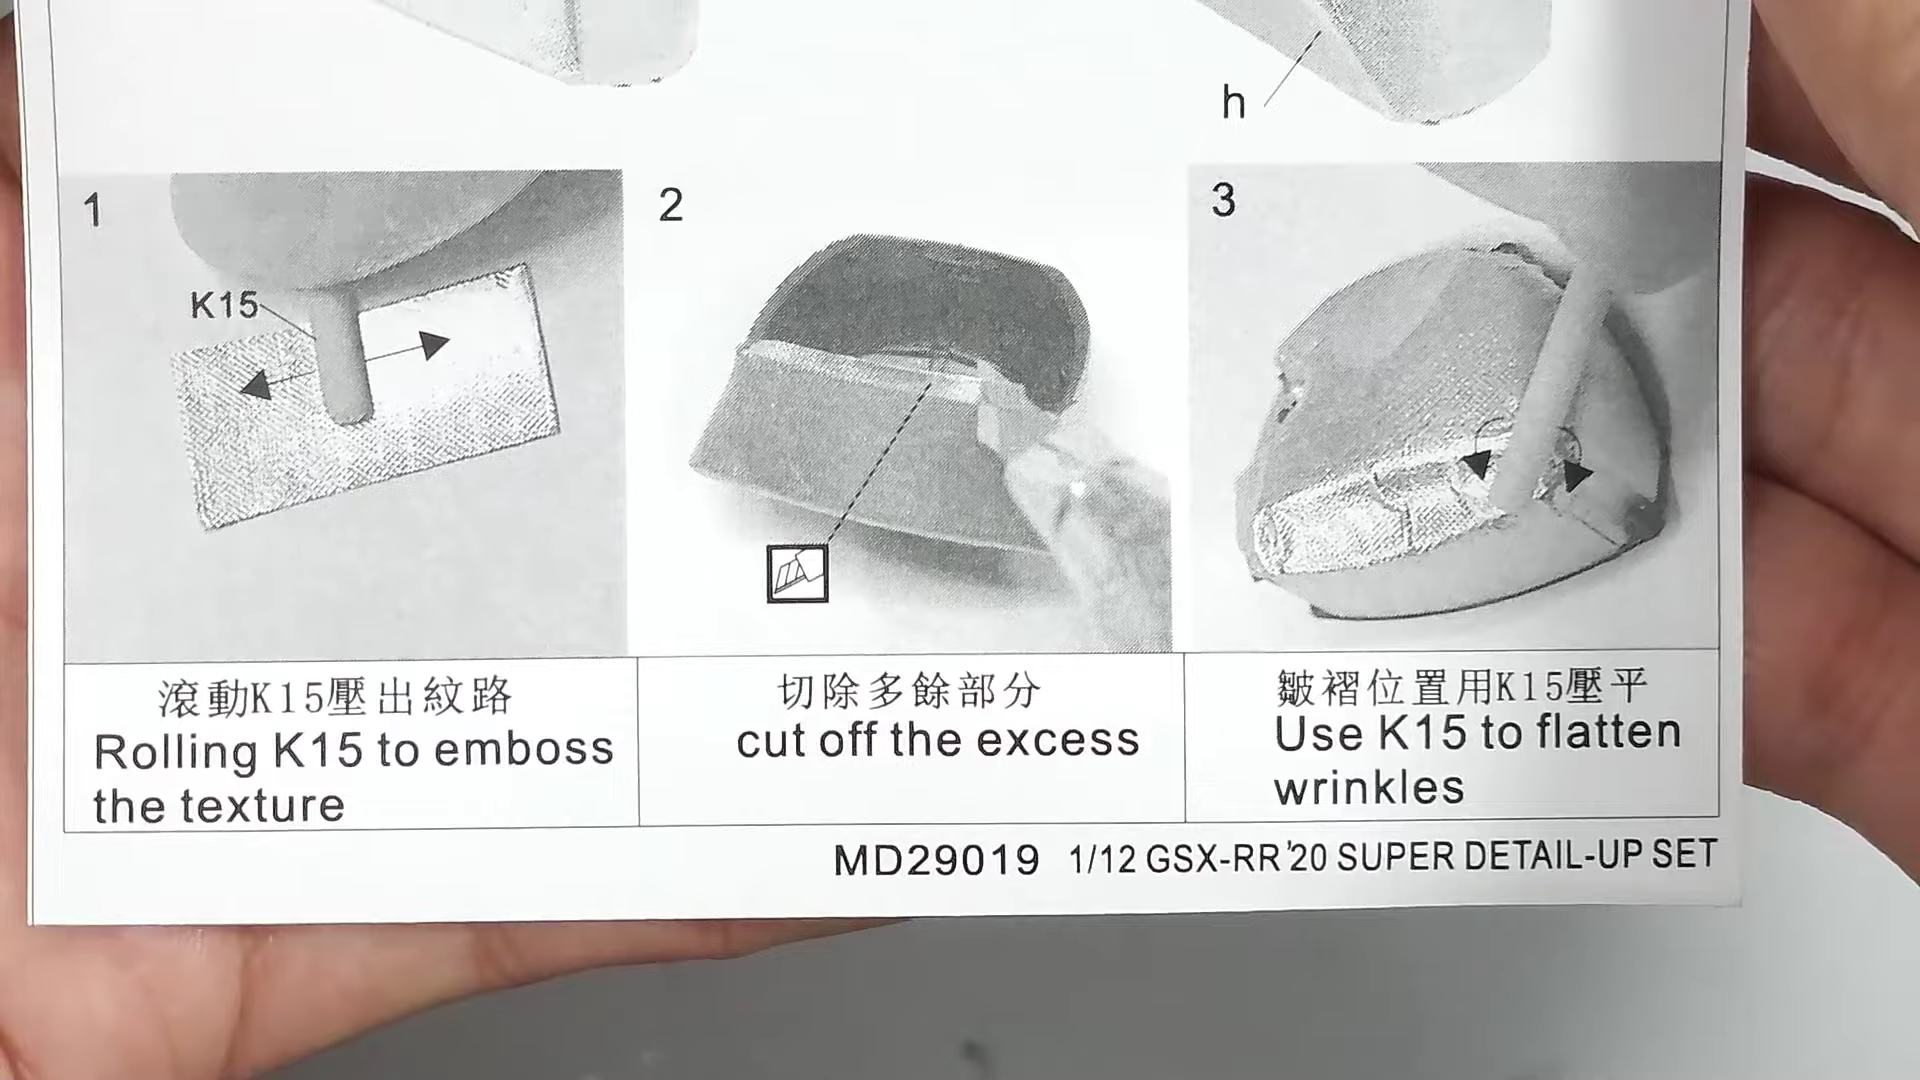 h
1
2
3
K15
滾動K15壓出紋路
Rolling K15 to emboss
the texture
切除多餘部分
cut off the excess
皺褶位置用K15壓平
Use K15 to flatten
wrinkles
MD29019 1/12 GSX-RR'20 SUPER DETAIL-UP SET